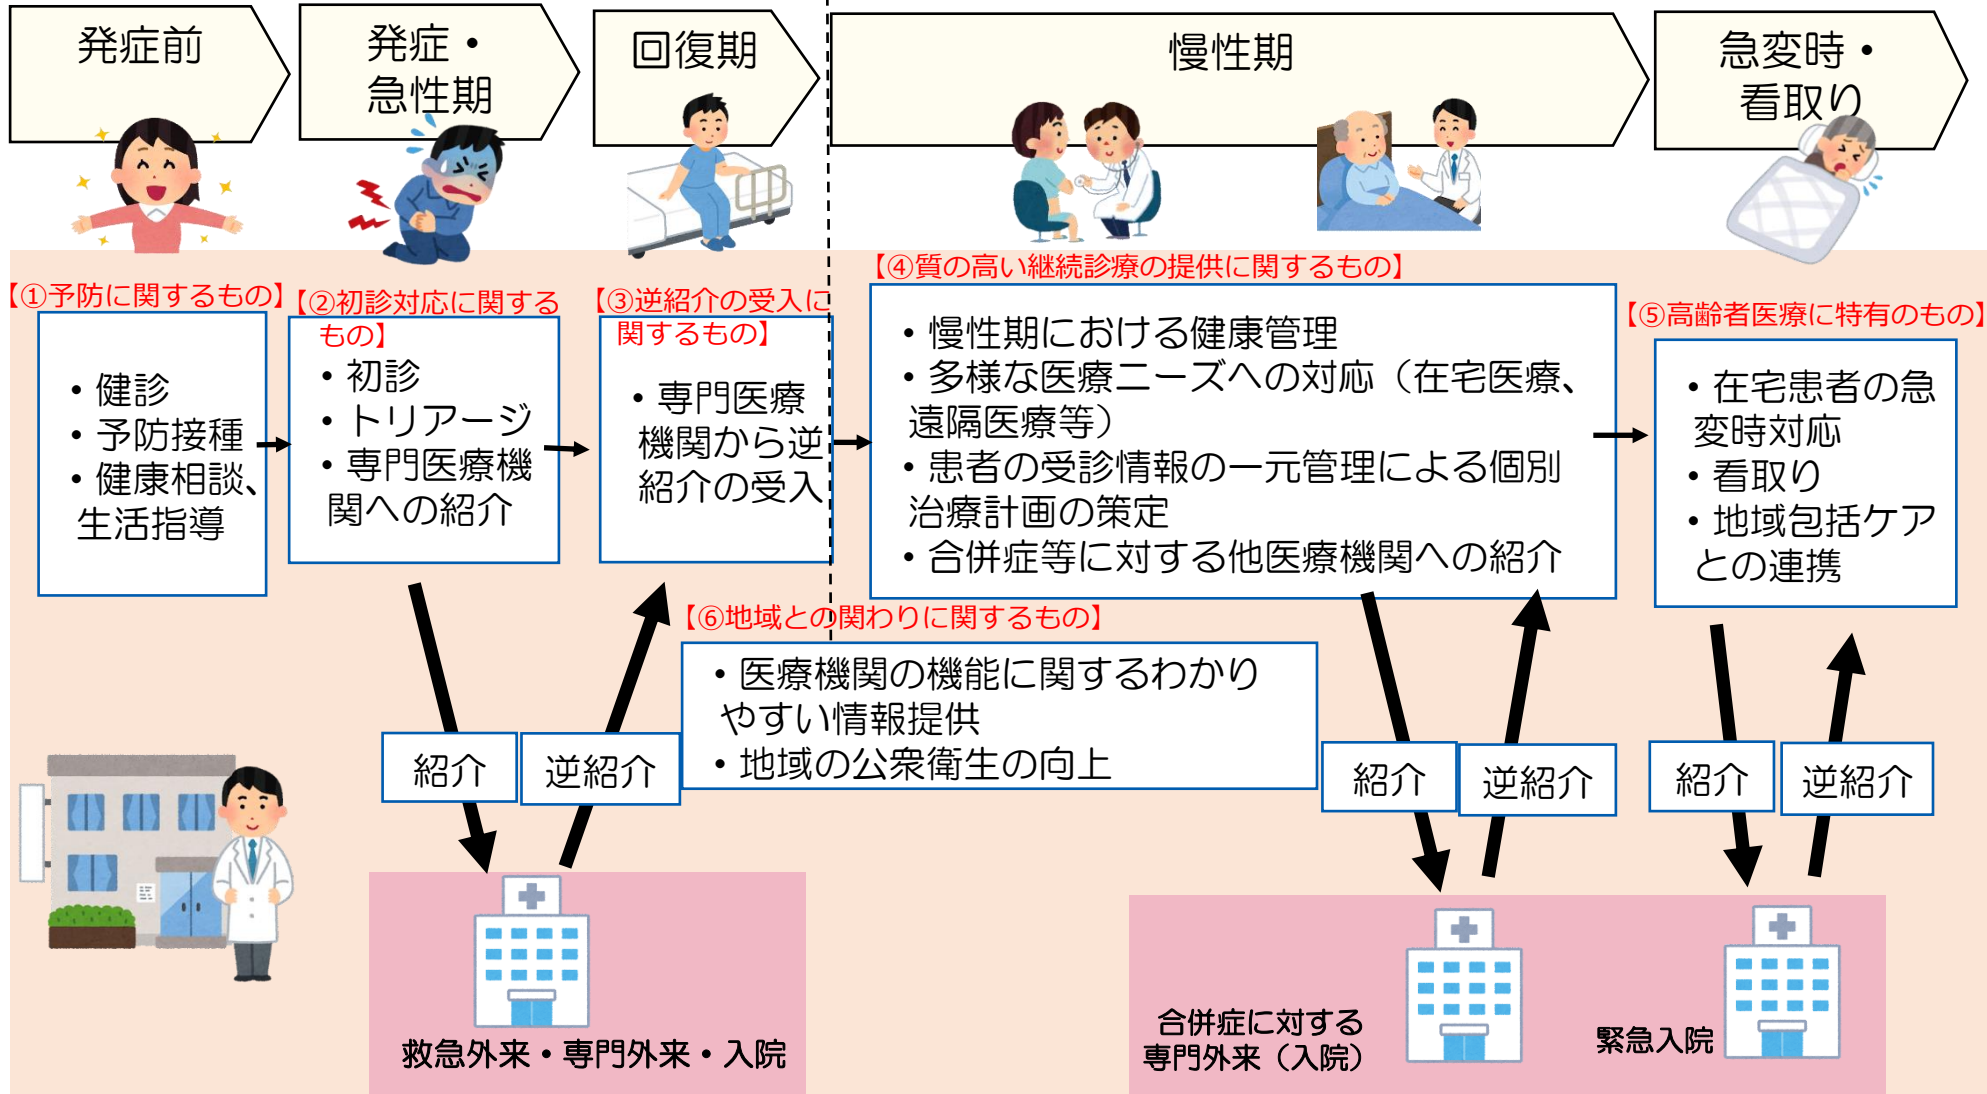 発症前
発症・
急性期
回復期
慢性期
急変時・
看取り
【①予防に関するもの】
・健診
・予防接種
・健康相談、
生活指導
【②初診対応に関する
もの】
・初診
・トリアージ
・専門医療機
関への紹介
【③逆紹介の受入に
関するもの】
・専門医療
機関から逆
紹介の受入
【④質の高い継続診療の提供に関するもの】
・慢性期における健康管理
・多様な医療ニーズへの対応（在宅医療、
遠隔医療等）
・患者の受診情報の一元管理による個別
治療計画の策定
・合併症等に対する他医療機関への紹介
【⑤高齢者医療に特有のもの】
・在宅患者の急
変時対応
・看取り
・地域包括ケア
との連携
【⑥地域との関わりに関するもの】
・医療機関の機能に関するわかり
やすい情報提供
・地域の公衆衛生の向上
紹介
逆紹介
紹介
逆紹介
紹介
逆紹介
救急外来・専門外来・入院
合併症に対する
専門外来（入院）
緊急入院